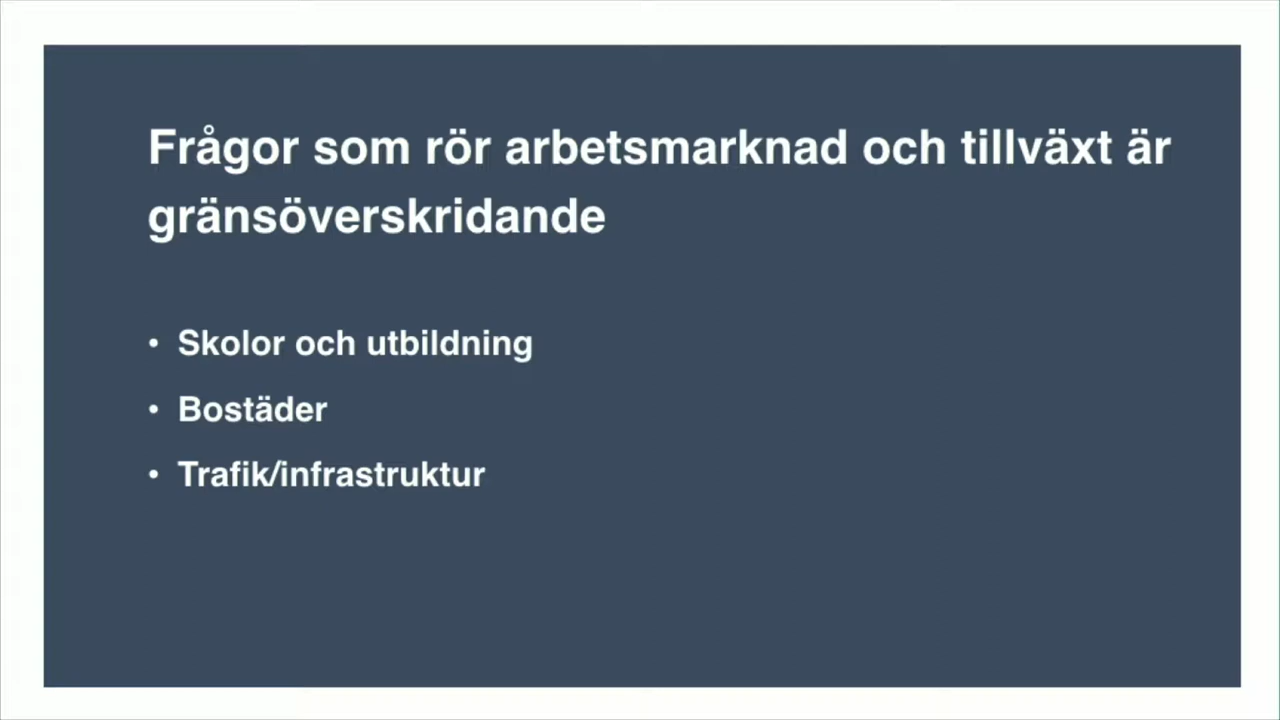 Frågor som rör arbetsmarknad och tillväxt är
gränsöverskridande
• Skolor och utbildning
• Bostäder
• Trafik/infrastruktur